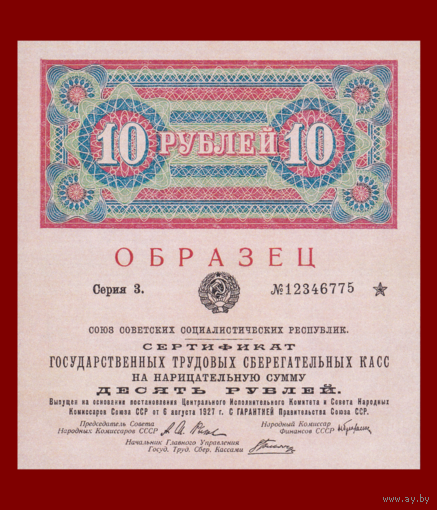 10 РУБЛЕЙ 10
ОБРАЗЕЦ
Серия 3. №12346775
СОЮЗ СОВЕТСКИХ СОЦИАЛИСТИЧЕСКИХ РЕСПУБЛИК.
СЕРТИФИКАТ
ГОСУДАРСТВЕННЫХ ТРУДОВЫХ СБЕРЕГАТЕЛЬНЫХ КАСС
НА НАРИЦАТЕЛЬНУЮ СУММУ
ДЕСЯТЬ РУБЛЕЙ.
Выпущен на основании постановления Центрального Исполнительного Комитета и Совета Народных
Комиссаров Союза ССР от 6 августа 1927 г. С ГАРАНТИЕЙ Правительства Союза ССР.
Председатель Совета Народный Комиссар
Народных Комиссаров СССР Финансов СССР
Начальник Главного Управления
Госуд. Труд. Сбер. Кассами
www.ay.by